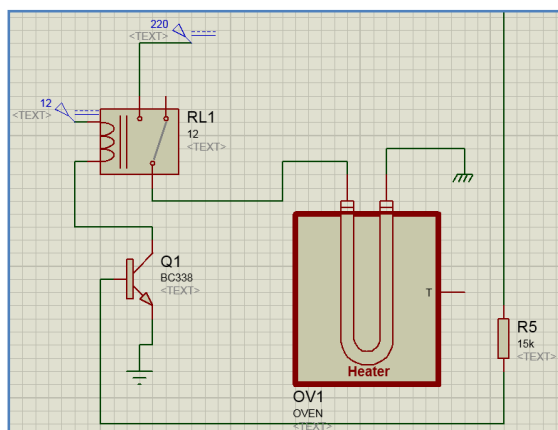 220
<TEXT>
12
<TEXT>
RL1
12
<TEXT>
Q1
BC338
<TEXT>
T
R5
15k
<TEXT>
Heater
OV1
OVEN
<TEXT>